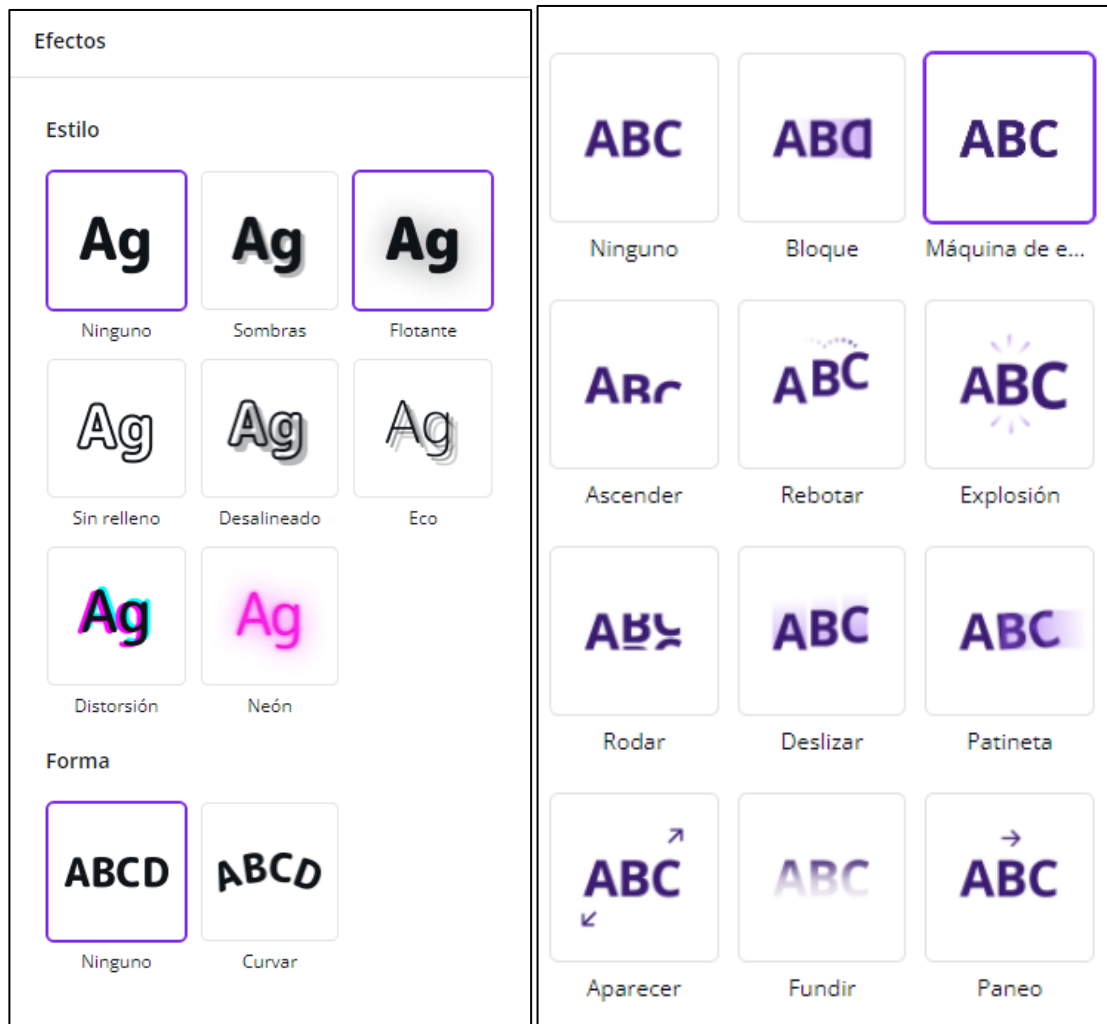 Efectos
Estilo
Ag Ag Ag
Ninguno Sombras Flotante
Ag Ag Ag
Sin relleno Desalineado Eco
Ag Ag
Distorsión Neón
Forma
ABCD ABCD
Ninguno Curvar
ABC ABC ABC
Ninguno Bloque Máquina de e...
ABC ABC ABC
Ascender Rebotar Explosión
ABC ABC ABC
Rodar Deslizar Patineta
ABC ABC ABC
Aparecer Fundir Paneo